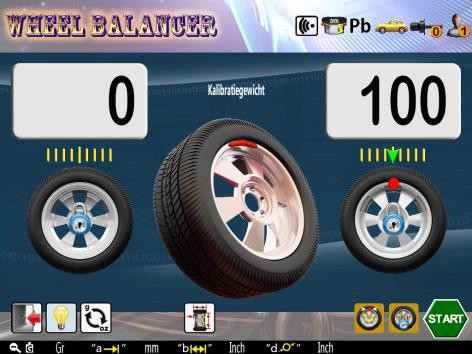 WHEEL BALANCER
Pb
0
1
0
Kalibratiegewicht
100
g
oz
START
Gr "a" mm "b" Inch "d" Inch